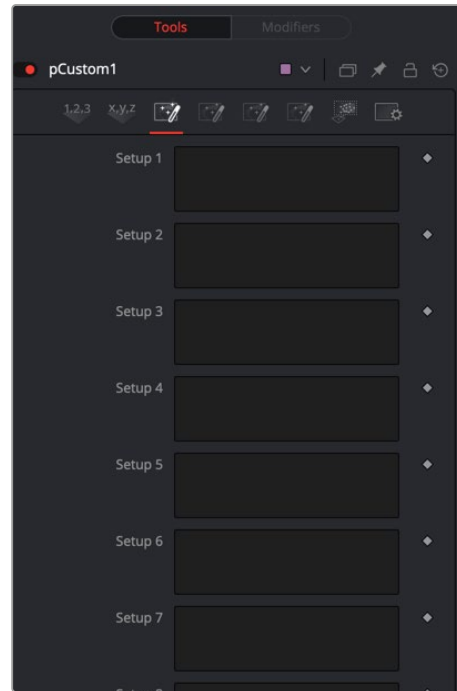 Tools Modifiers
pCustom1
1,2,3 x,y,z
Setup 1
Setup 2
Setup 3
Setup 4
Setup 5
Setup 6
Setup 7